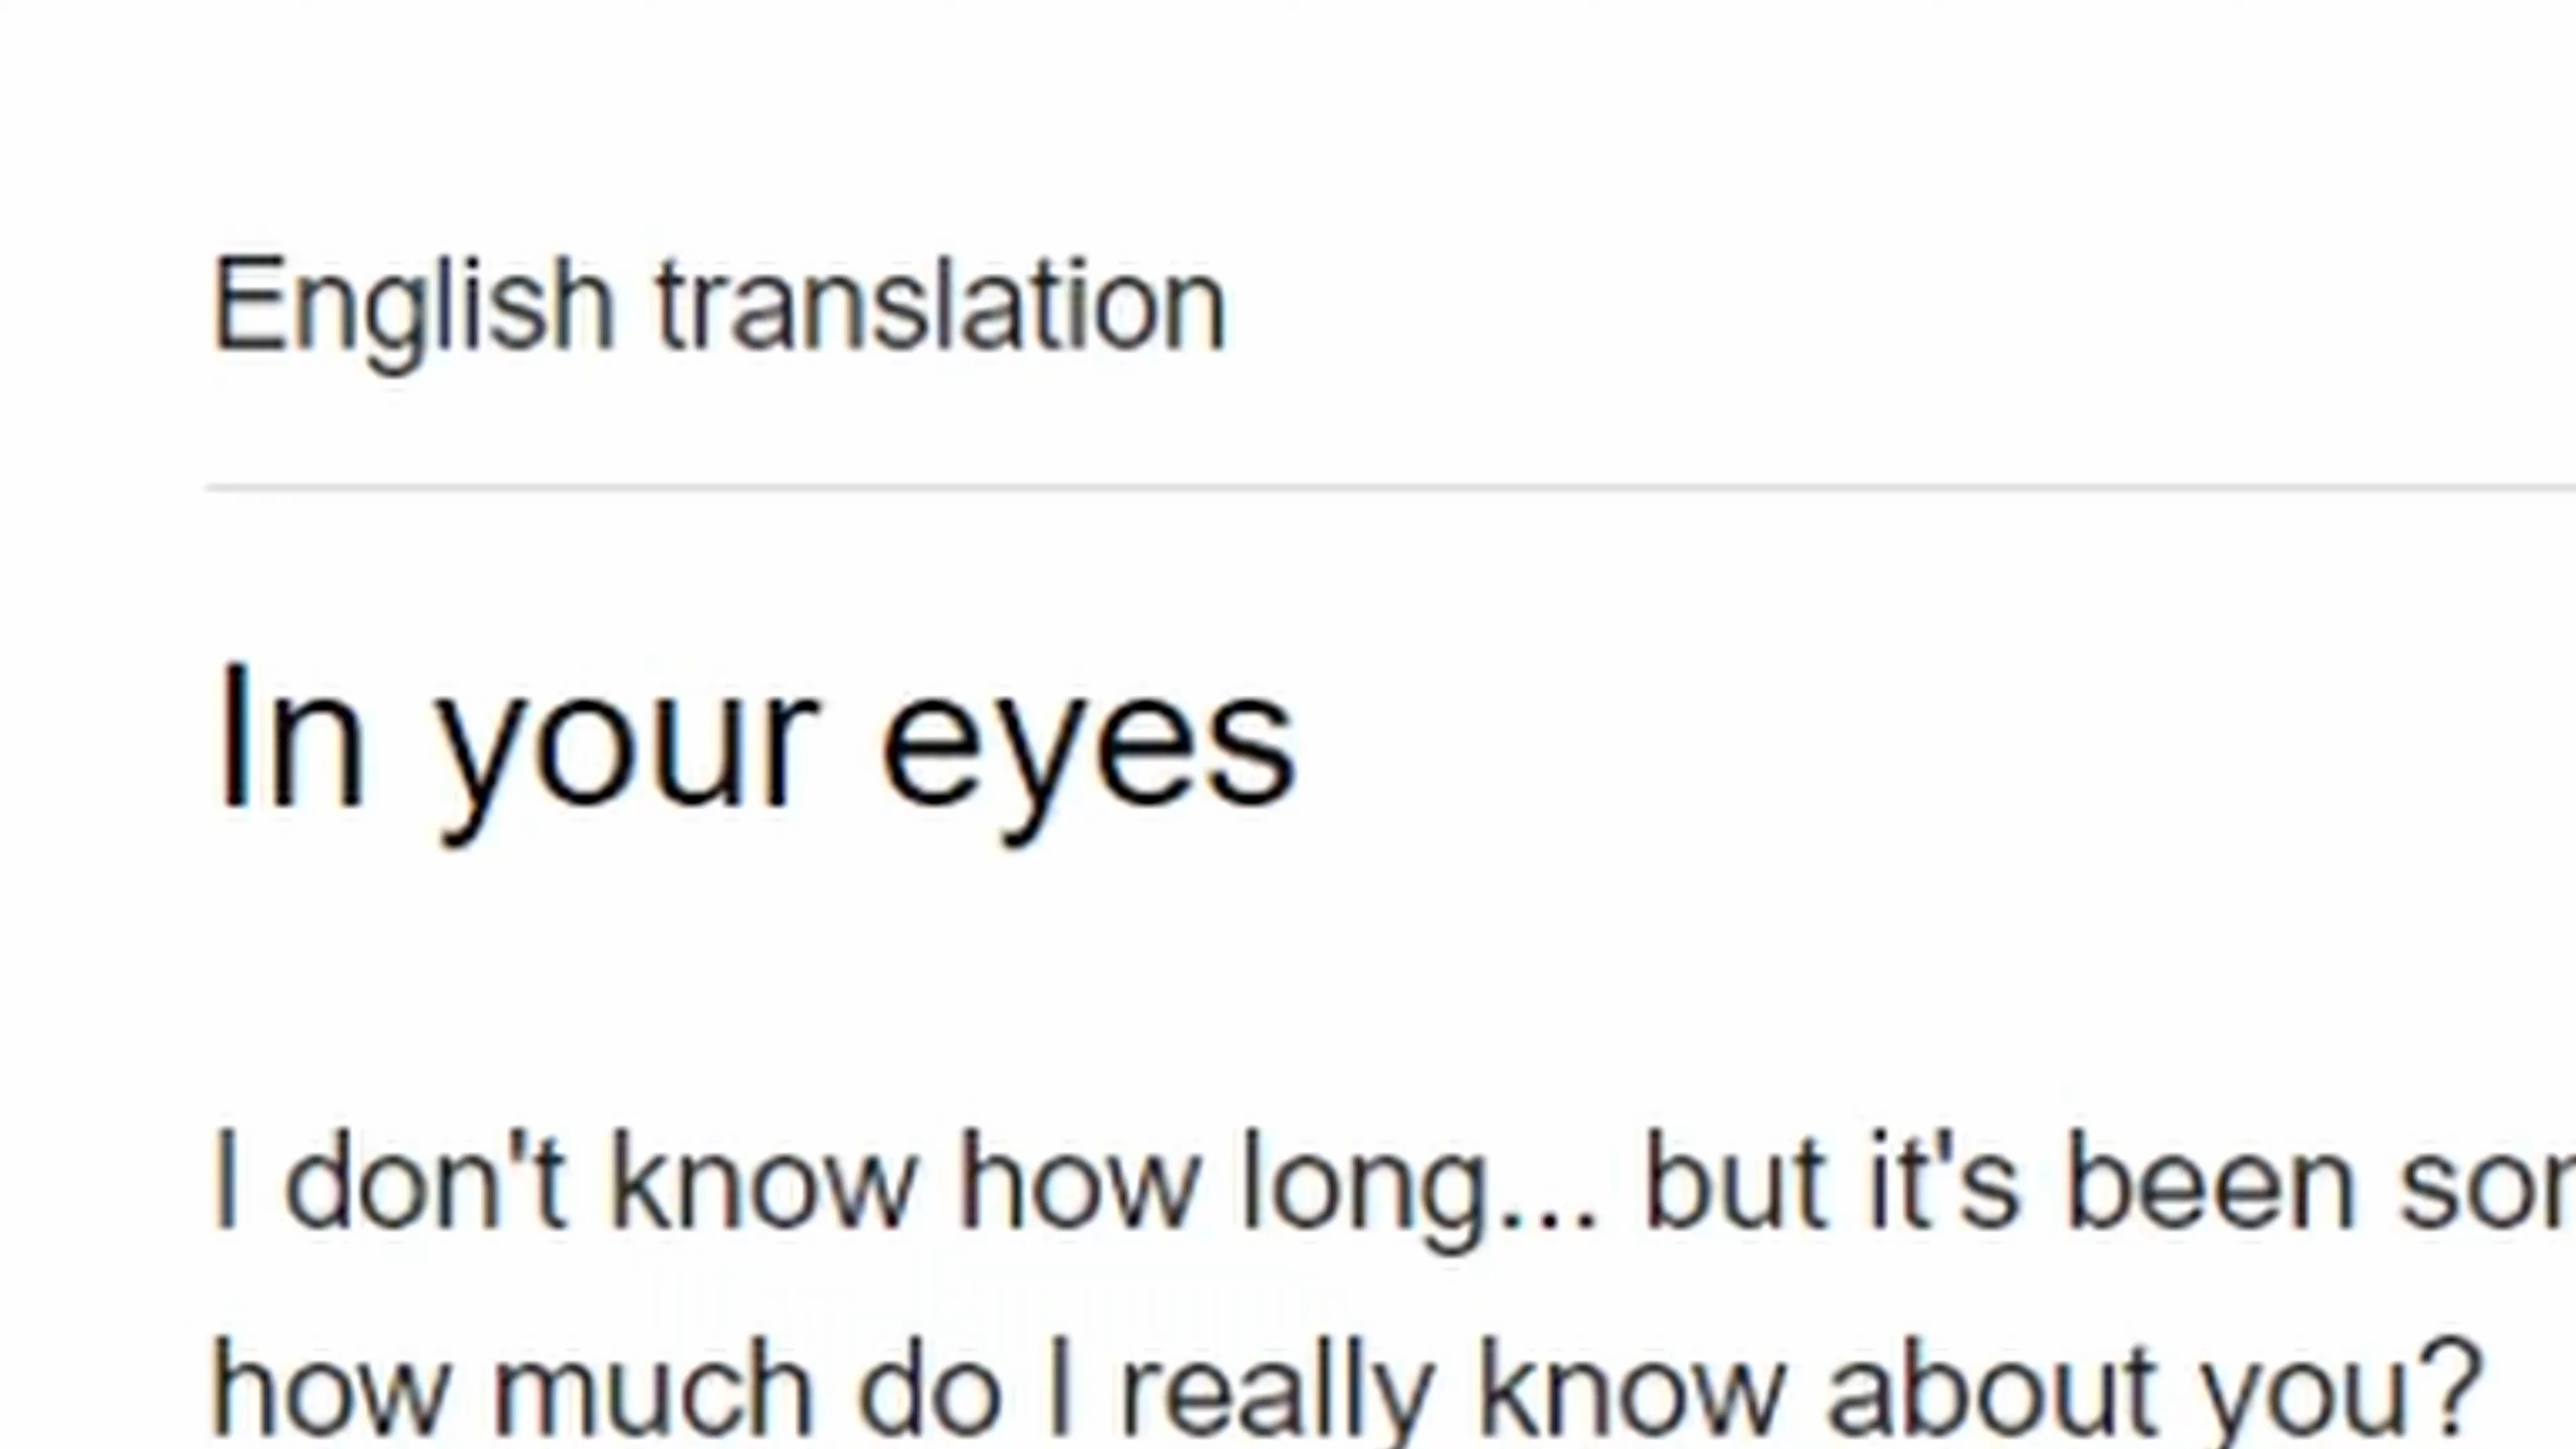 English translation
In your eyes
I don't know how long... but it's been
how much do I really know about you?